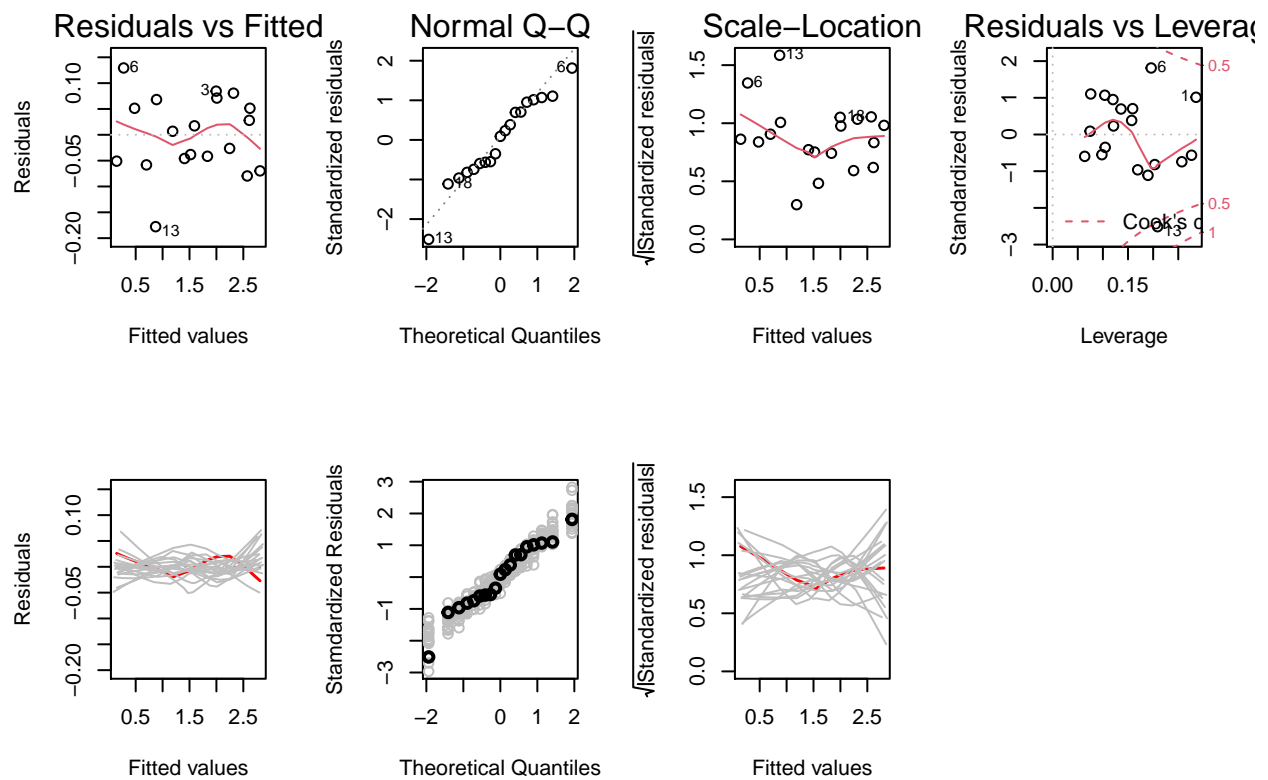 Residuals vs Fitted
Residuals
0.10
−0.05
−0.20
6
3
13
0.5 1.5 2.5
Fitted values
Normal Q−Q
Standardized residuals
2
1
0
−2
6
18
13
−2 0 1 2
Theoretical Quantiles
Scale−Location
√|Standardized residuals|
1.5
1.0
0.5
0.0
13
6
18
0.5 1.5 2.5
Fitted values
Residuals vs Leverag
Standardized residuals
2
1
0
−1
−3
6
1
13
0.5
0.5
1
Cook's d
0.00 0.15
Leverage
Residuals
0.10
−0.05
−0.20
0.5 1.5 2.5
Fitted values
Stamdardized Residuals
3
1
−1
−3
−2 0 1 2
Theoretical Quantiles
√|Standardized residuals|
1.5
1.0
0.5
0.0
0.5 1.5 2.5
Fitted values